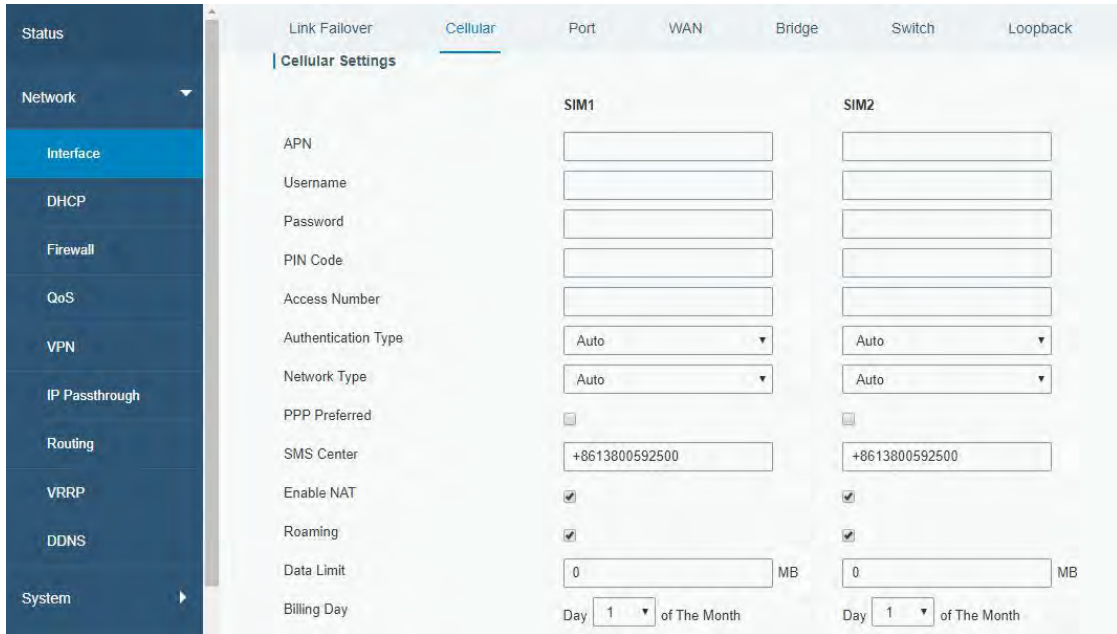 Status
Network
Interface
DHCP
Firewall
QoS
VPN
IP Passthrough
Routing
VRRP
DDNS
System
Link Failover Cellular Port WAN Bridge Switch Loopback
Cellular Settings
SIM1 SIM2
APN
Username
Password
PIN Code
Access Number
Authentication Type Auto Auto
Network Type Auto Auto
PPP Preferred
SMS Center +8613800592500 +8613800592500
Enable NAT
Roaming
Data Limit 0 MB 0 MB
Billing Day Day 1 of The Month Day 1 of The Month